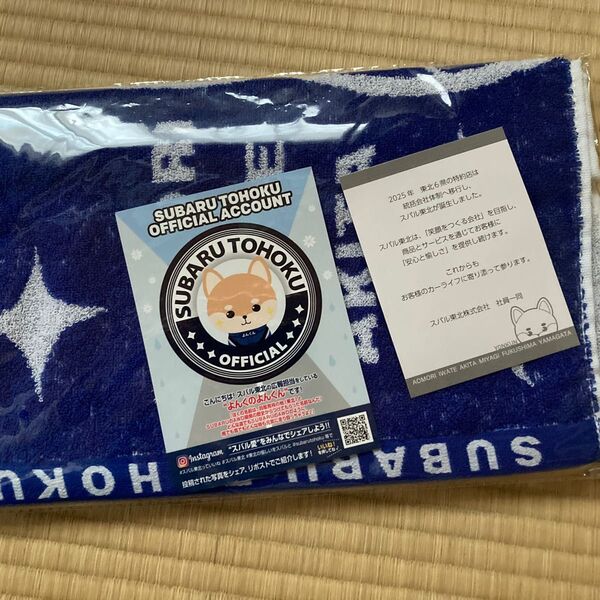 SUBARU TOHOKU
OFFICIAL ACCOUNT
SUBARU TOHOKU
OFFICIAL
よんくん
こんにちは! スバル東北の広報担当をしている
"よんくのよんくん"です!
Instagram "スバル愛"をみんなでシェアしよう!!
投稿された写真をシェア、リポストでご紹介します!
いいね!
2025年 東北6県の特約店は
統括会社体制へ移行し、
スバル東北が誕生しました。
スバル東北は、「笑顔をつくる会社」を目指し、
商品とサービスを通じてお客様に
「安心と愉しさ」を提供し続けます。
これからも
お客様のカーライフに寄り添って参ります。
スバル東北株式会社 社員一同
AOMORI IWATE AKITA MIYAGI FUKUSHIMA YAMAGATA
AKITA
SUBARU
HOKU